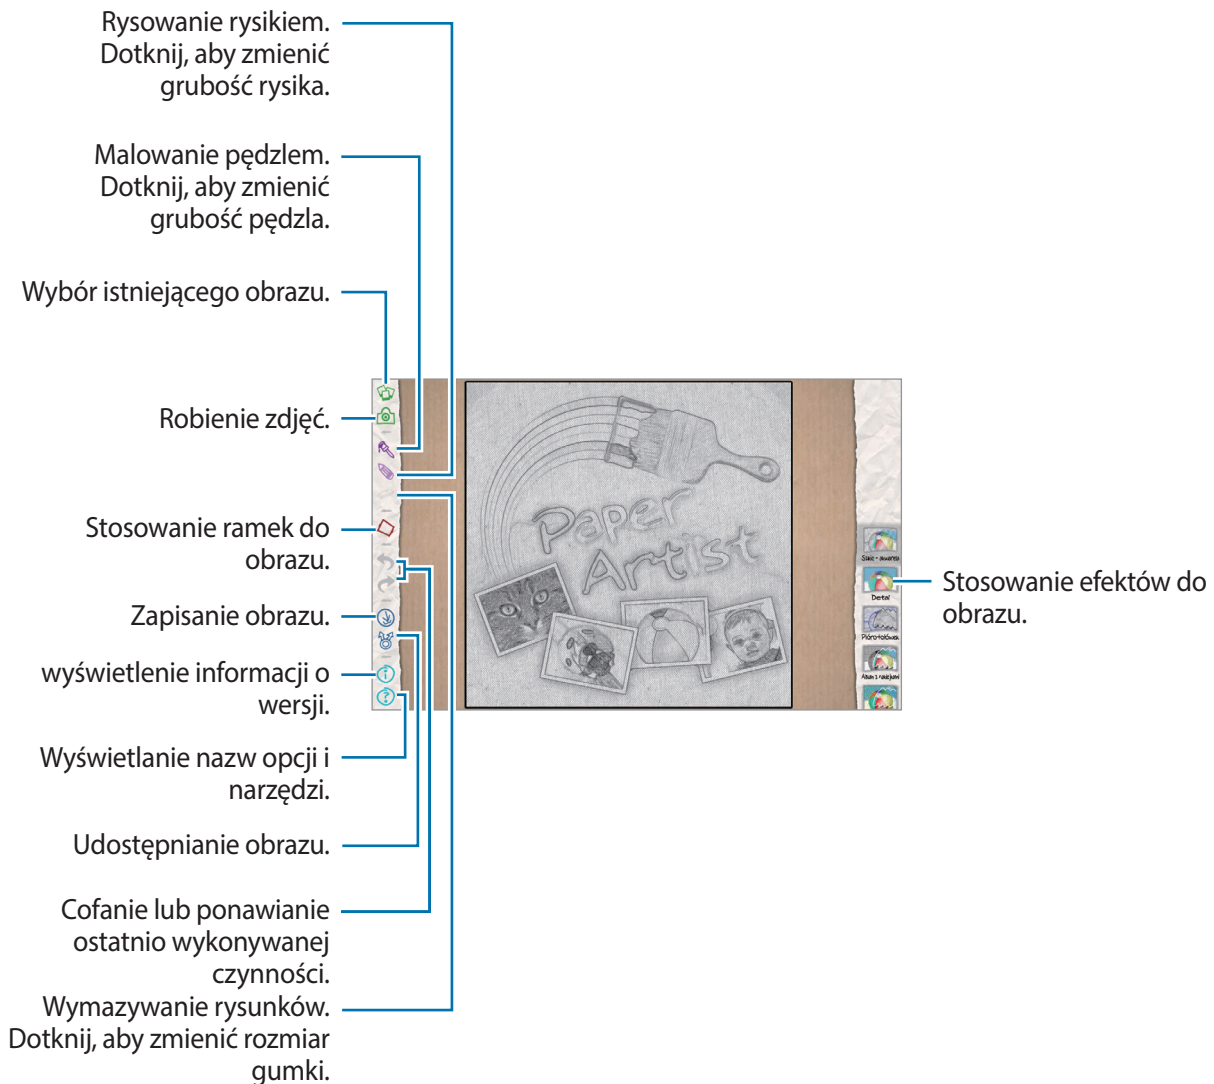 Rysowanie rysikiem.
Dotknij, aby zmienić
grubość rysika.
Malowanie pędzlem.
Dotknij, aby zmienić
grubość pędzla.
Wybór istniejącego obrazu.
Robienie zdjęć.
Stosowanie ramek do
obrazu.
Zapisanie obrazu.
wyświetlenie informacji o
wersji.
Wyświetlanie nazw opcji i
narzędzi.
Udostępnianie obrazu.
Cofanie lub ponawianie
ostatnio wykonywanej
czynności.
Wymazywanie rysunków.
Dotknij, aby zmienić rozmiar
gumki.
Paper
Artist
Detal
Stosowanie efektów do
obrazu.